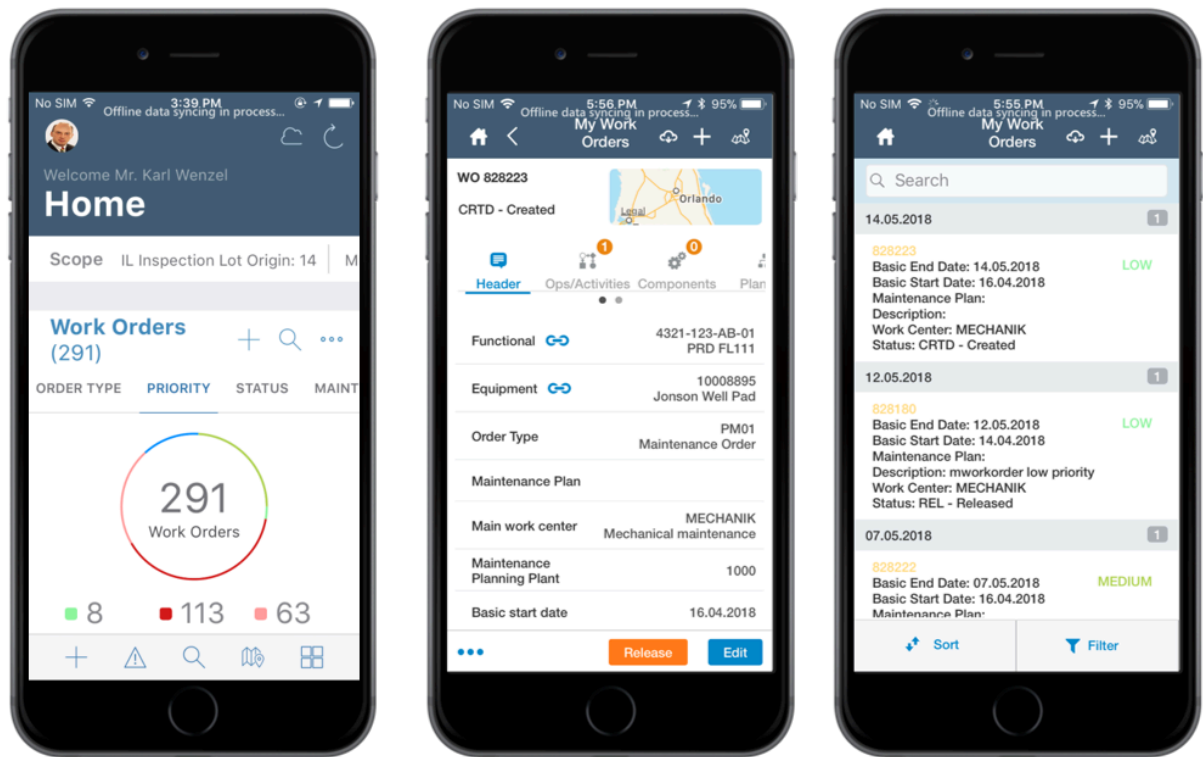 No SIM 3:39 PM
Offline data syncing in process...
Welcome Mr. Karl Wenzel
Home
Scope IL Inspection Lot Origin: 14 M
Work Orders
(291)
ORDER TYPE PRIORITY STATUS MAINT
291
Work Orders
8 113 63
No SIM 5:56 PM 95%
Offline data syncing in process...
My Work
Orders
WO 828223
CRTD - Created
Orlando
Legal
1 0
Header Ops/Activities Components Plan
Functional 4321-123-AB-01
PRD FL111
Equipment 10008895
Jonson Well Pad
Order Type PM01
Maintenance Order
Maintenance Plan
Main work center MECHANIK
Mechanical maintenance
Maintenance
Planning Plant 1000
Basic start date 16.04.2018
Release Edit
No SIM 5:55 PM 95%
Offline data syncing in process...
My Work
Orders
Search
14.05.2018 1
828223
Basic End Date: 14.05.2018 LOW
Basic Start Date: 16.04.2018
Maintenance Plan:
Description:
Work Center: MECHANIK
Status: CRTD - Created
12.05.2018 1
828180
Basic End Date: 12.05.2018 LOW
Basic Start Date: 14.04.2018
Maintenance Plan:
Description: mworkorder low priority
Work Center: MECHANIK
Status: REL - Released
07.05.2018 1
828222
Basic End Date: 07.05.2018 MEDIUM
Basic Start Date: 16.04.2018
Maintenance Plan:
Sort Filter